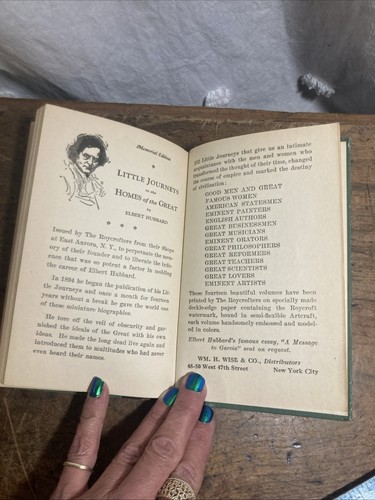 Memorial Edition
LITTLE JOURNEYS
to the
HOMES of the GREAT
by
ELBERT HUBBARD
Issued by The Roycrofters from their Shops
at East Aurora, N. Y., to perpetuate the mem-
ory of their founder and to liberate the influ-
ence that was so potent a factor in molding
the career of Elbert Hubbard.
In 1894 he began the publication of his Lit-
tle Journeys and once a month for fourteen
years without a break he gave the world one
of these miniature biographies.
He tore off the veil of obscurity and gar-
nished the ideals of the Great with his own
ideas. He made the long dead live again and
introduced them to multitudes who had never
even heard their names.
182 Little Journeys that give us an intimate
acquaintance with the men and women who
transformed the thought of their time, changed
the course of empire and marked the destiny
of civilization:
GOOD MEN AND GREAT
FAMOUS WOMEN
AMERICAN STATESMEN
EMINENT PAINTERS
ENGLISH AUTHORS
GREAT BUSINESSMEN
GREAT MUSICIANS
EMINENT ORATORS
GREAT PHILOSOPHERS
GREAT REFORMERS
GREAT TEACHERS
GREAT SCIENTISTS
GREAT LOVERS
EMINENT ARTISTS
These fourteen beautiful volumes have been
printed by The Roycrofters on specially made
deckle-edge paper containing the Roycroft
watermark, bound in semi-flexible Artcraft,
each volume handsomely embossed and model-
ed in colors.
Elbert Hubbard's famous essay, "A Message
to Garcia" sent on request.
WM. H. WISE & CO., Distributors
48-50 West 47th Street New York City